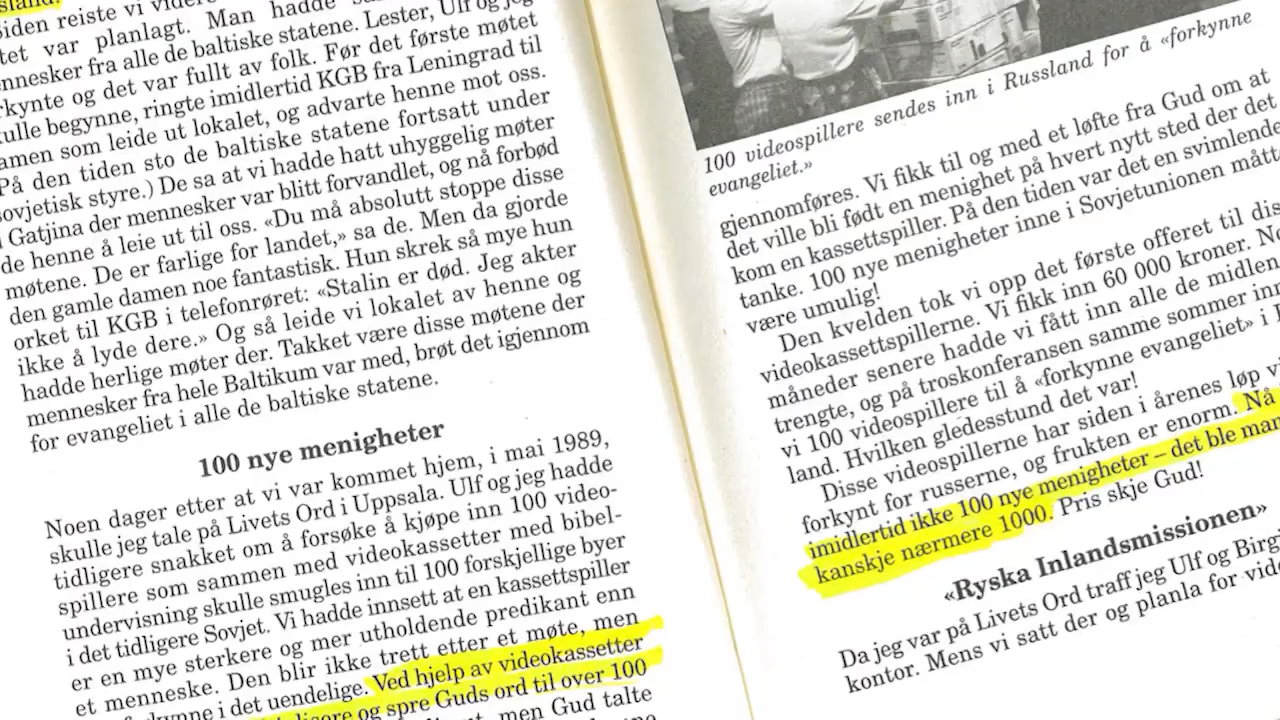 sland.
Siden reiste vi videre
tet var planlagt. Man hadde
nnesker fra alle de baltiske statene. Lester, Ulf og jeg
rkynte og det var fullt av folk. Før det første møtet
kulle begynne, ringte imidlertid KGB fra Leningrad til
amen som leide ut lokalet, og advarte henne mot oss.
På den tiden sto de baltiske statene fortsatt under
ovjetisk styre.) De sa at vi hadde hatt uhyggelig møter
i Gatjina der mennesker var blitt forvandlet, og nå forbød
de henne å leie ut til oss. «Du må absolutt stoppe disse
møtene. De er farlige for landet,» sa de. Men da gjorde
den gamle damen noe fantastisk. Hun skrek så mye hun
orket til KGB i telefonrøret: «Stalin er død. Jeg akter
ikke å lyde dere.» Og så leide vi lokalet av henne og
hadde herlige møter der. Takket være disse møtene der
mennesker fra hele Baltikum var med, brøt det igjennom
for evangeliet i alle de baltiske statene.
100 nye menigheter
Noen dager etter at vi var kommet hjem, i mai 1989,
skulle jeg tale på Livets Ord i Uppsala. Ulf og jeg hadde
tidligere snakket om å forsøke å kjøpe inn 100 video-
spillere som sammen med videokassetter med bibel-
undervisning skulle smugles inn til 100 forskjellige byer
i det tidligere Sovjet. Vi hadde innsett at en kassettspiller
er en mye sterkere og mer utholdende predikant enn
et menneske. Den blir ikke trett etter et møte, men
forkynne i det uendelige. Ved hjelp av videokassetter
og spre Guds ord til over 100
men Gud talte
100 videospillere sendes inn i Russland for å «forkynne
evangeliet.»
gjennomføres. Vi fikk til og med et løfte fra Gud om at
det ville bli født en menighet på hvert nytt sted der det
kom en kassettspiller. På den tiden var det en svimlende
tanke. 100 nye menigheter inne i Sovjetunionen måtte
være umulig!
Den kvelden tok vi opp det første offeret til dis
videokassettspillerne. Vi fikk inn 60 000 kroner. No
måneder senere hadde vi fått inn alle de midlen
trengte, og på troskonferansen samme sommer inn
vi 100 videospillere til å «forkynne evangeliet» i
land. Hvilken gledesstund det var!
Disse videospillerne har siden i årenes løp vi
forkynt for russerne, og frukten er enorm. Nå
imidlertid ikke 100 nye menigheter – det ble man
kanskje nærmere 1000. Pris skje Gud!
«Ryska Inlandsmissionen»
Da jeg var på Livets Ord traff jeg Ulf og Birgi
kontor. Mens vi satt der og planla for vide